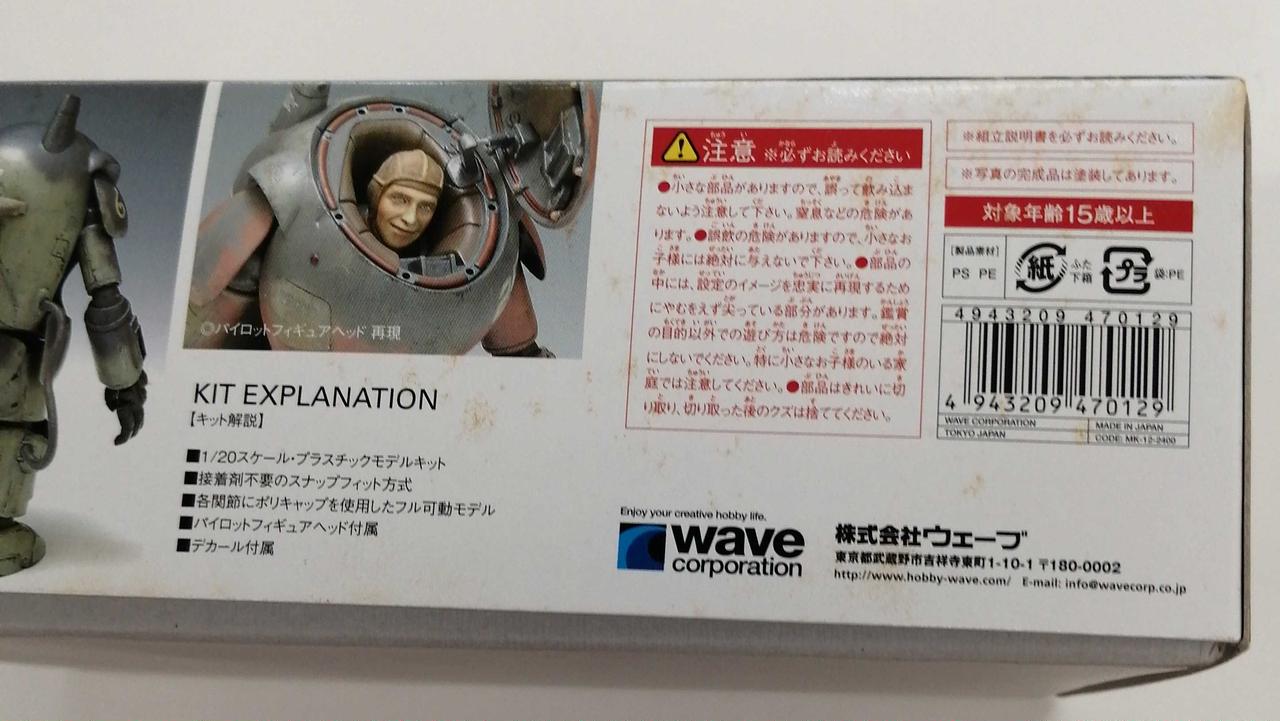 ◎パイロットフィギュアヘッド 再現
KIT EXPLANATION
【キット解説】
■1/20スケール・プラスチックモデルキット
■接着剤不要のスナップフィット方式
■各関節にポリキャップを使用したフル可動モデル
■パイロットフィギュアヘッド付属
■デカール付属
注意 ※必ずお読みください
●小さな部品がありますので、誤って飲み込ま
ないよう注意して下さい。窒息などの危険があ
ります。●誤飲の危険がありますので、小さなお
子様には絶対に与えないで下さい。●部品の
中には、設定のイメージを忠実に再現するため
にやむをえず尖っている部分があります。鑑賞
の目的以外での遊び方は危険ですので絶対
にしないでください。特に小さなお子様のいる家
庭では注意してください。●部品はきれいに切
り取り、切り取った後のクズは捨ててください。
※組立説明書を必ずお読みください。
※写真の完成品は塗装してあります。
対象年齢15歳以上
[製品素材]
PS PE
紙 ふた 下箱
プラ 袋:PE
4943209 470129
4 943209 470129
WAVE CORPORATION
TOKYO JAPAN
MADE IN JAPAN
CODE: MK-12-2400
Enjoy your creative hobby life.
wave
corporation
株式会社ウェーブ
東京都武蔵野市吉祥寺東町1-10-1 〒180-0002
http://www.hobby-wave.com/ E-mail: info@wavecorp.co.jp